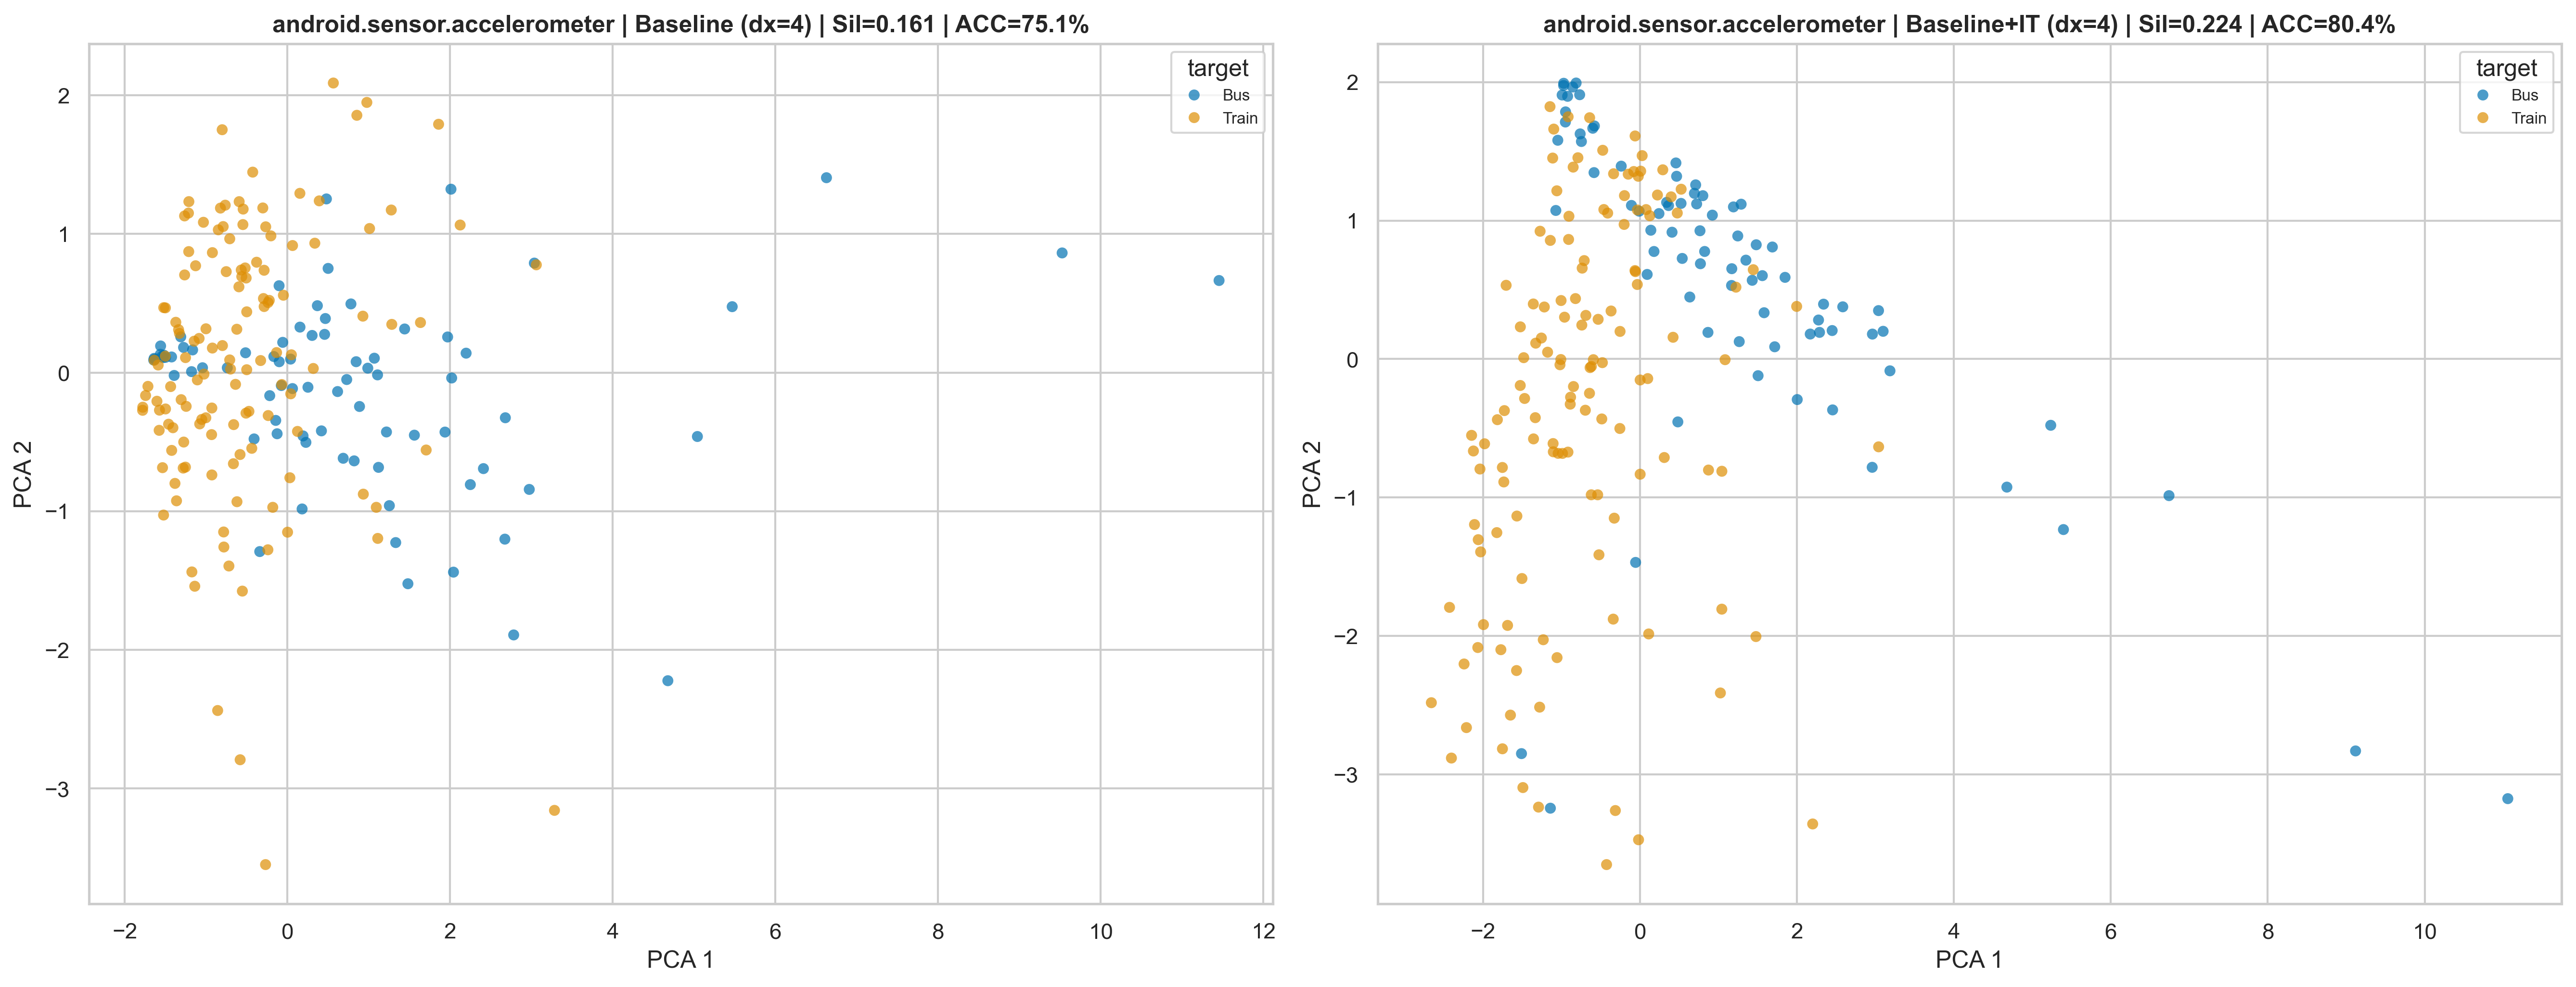 android.sensor.accelerometer | Baseline (dx=4) | Sil=0.161 | ACC=75.1%
target
Bus
Train
2
1
0
−1
−2
−3
PCA 2
−2
0
2
4
6
8
10
12
PCA 1
android.sensor.accelerometer | Baseline+IT (dx=4) | Sil=0.224 | ACC=80.4%
target
Bus
Train
2
1
0
−1
−2
−3
PCA 2
−2
0
2
4
6
8
10
PCA 1